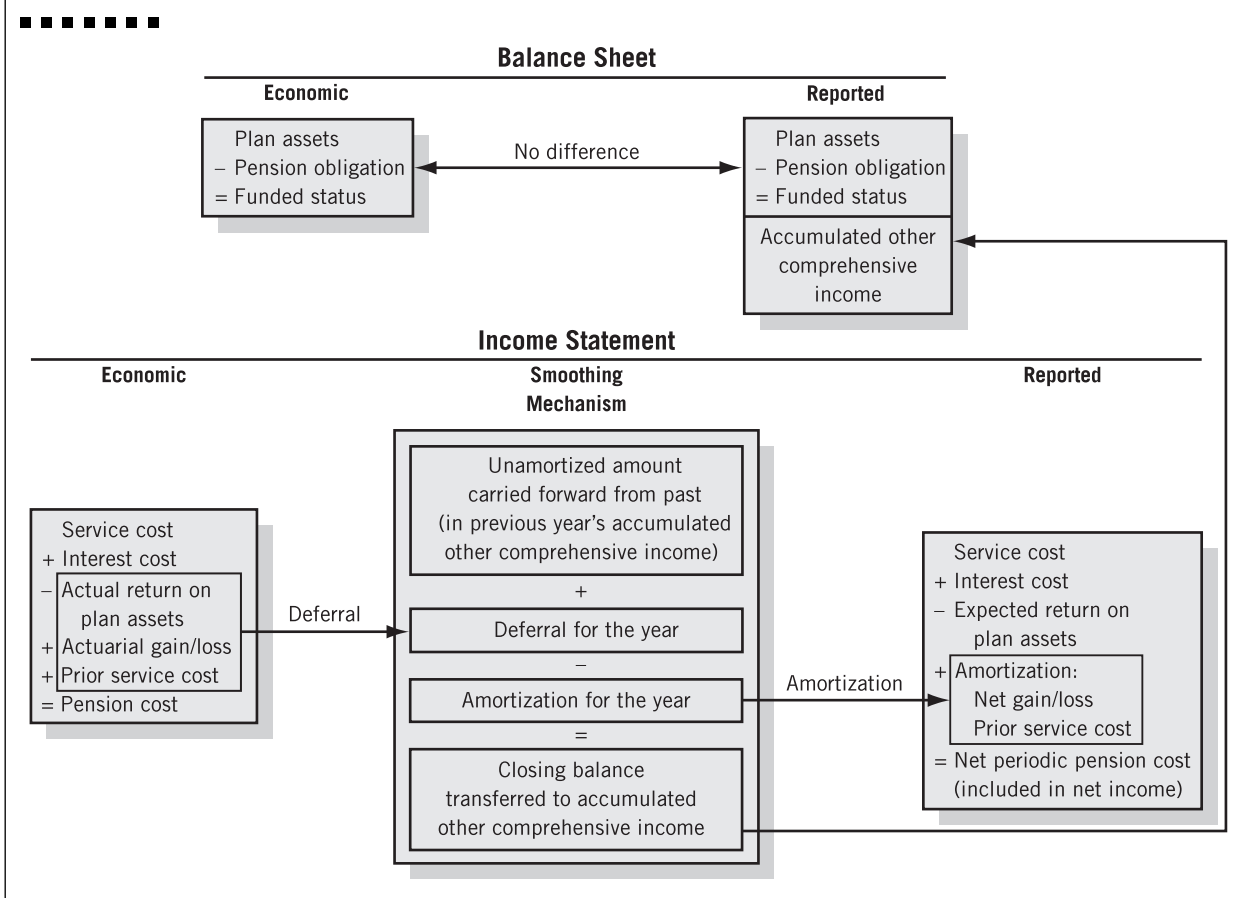 Balance Sheet
Economic
Reported
Plan assets
– Pension obligation
= Funded status
No difference
Plan assets
– Pension obligation
= Funded status
Accumulated other
comprehensive
income
Income Statement
Economic
Smoothing
Mechanism
Reported
Service cost
+ Interest cost
– Actual return on
plan assets
+ Actuarial gain/loss
+ Prior service cost
= Pension cost
Deferral
Unamortized amount
carried forward from past
(in previous year's accumulated
other comprehensive income)
+
Deferral for the year
–
Amortization for the year
=
Closing balance
transferred to accumulated
other comprehensive income
Amortization
Service cost
+ Interest cost
– Expected return on
plan assets
+ Amortization:
Net gain/loss
Prior service cost
= Net periodic pension cost
(included in net income)